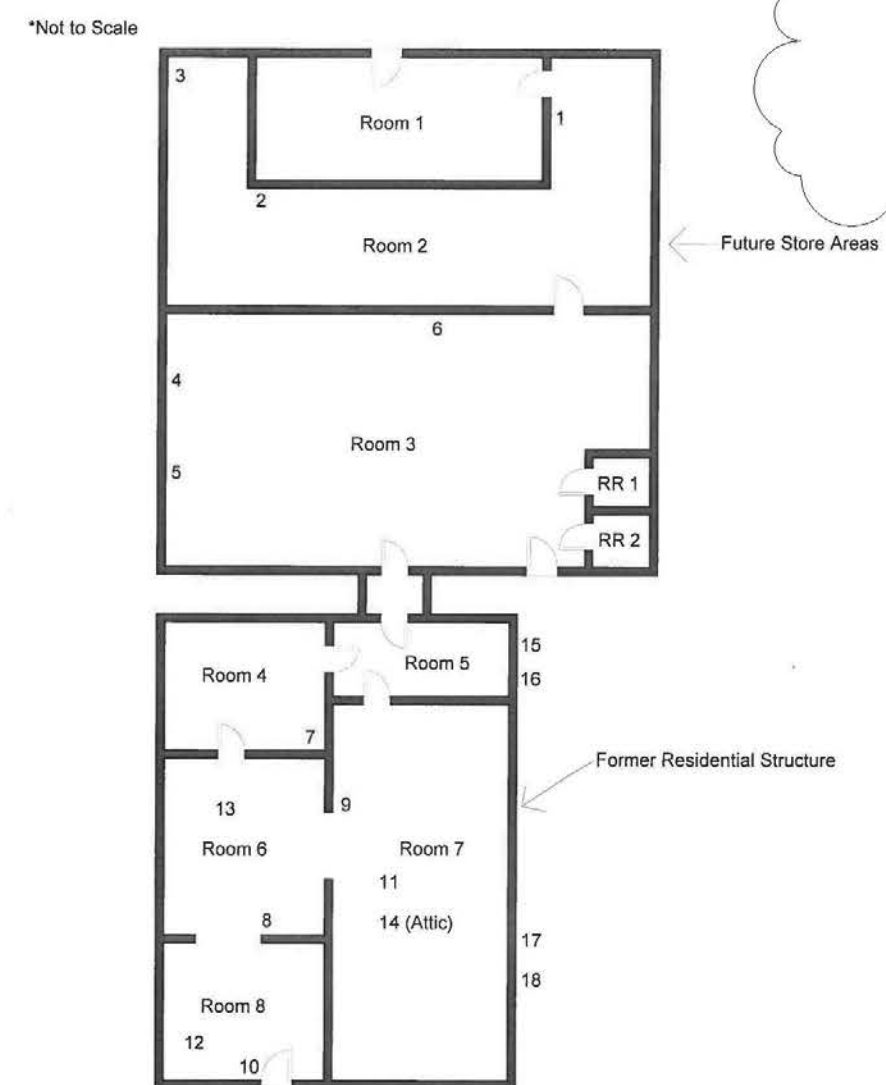 *Not to Scale
3
Room 1
1
2
Room 2
Future Store Areas
6
4
Room 3
5
RR 1
RR 2
15
Room 5
Room 4
16
7
Former Residential Structure
9
13
Room 6
Room 7
11
8
14 (Attic)
17
18
Room 8
12
10